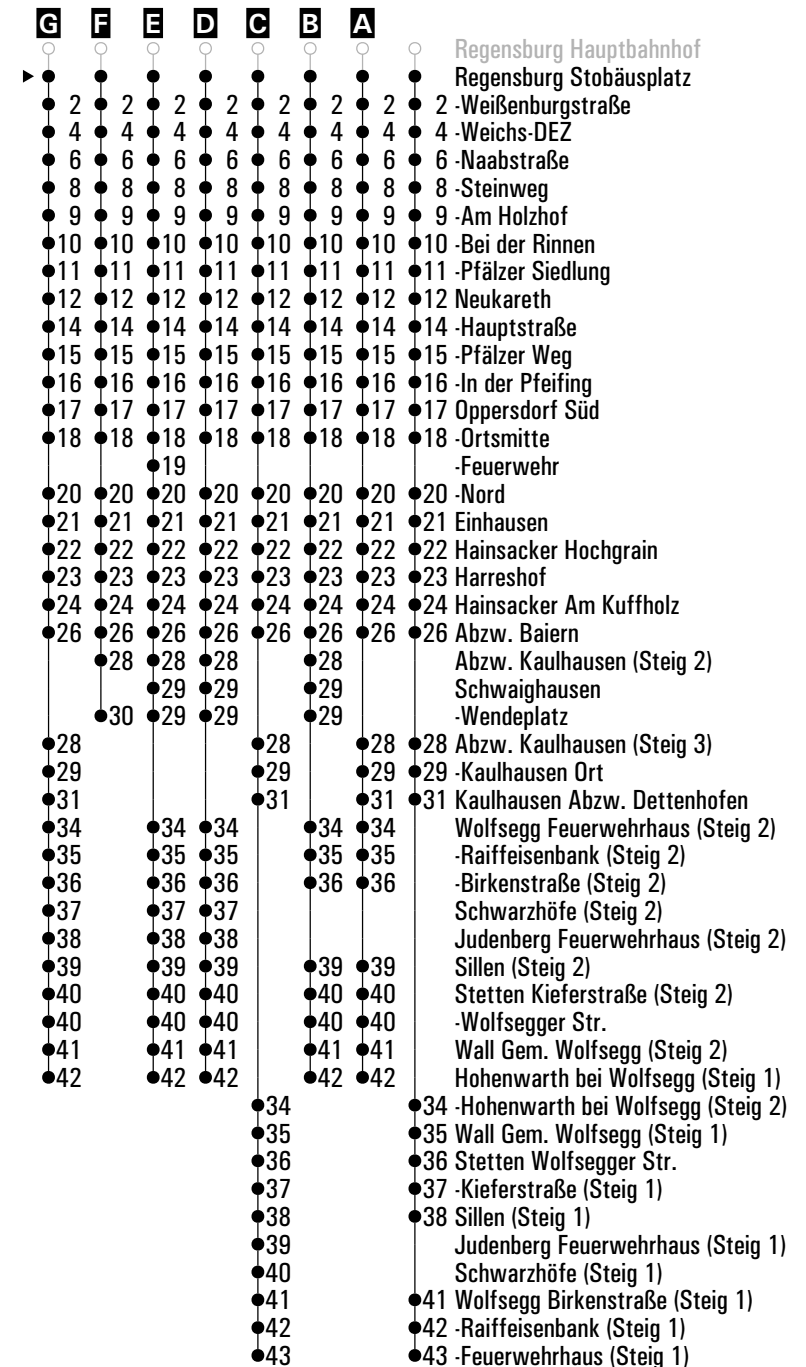 G F E D C B A
Regensburg Hauptbahnhof
Regensburg Stobäusplatz
2 2 2 2 2 2 2 2 -Weißenburgstraße
4 4 4 4 4 4 4 4 -Weichs-DEZ
6 6 6 6 6 6 6 6 -Naabstraße
8 8 8 8 8 8 8 8 -Steinweg
9 9 9 9 9 9 9 9 -Am Holzhof
10 10 10 10 10 10 10 10 -Bei der Rinnen
11 11 11 11 11 11 11 11 -Pfälzer Siedlung
12 12 12 12 12 12 12 12 Neukareth
14 14 14 14 14 14 14 14 -Hauptstraße
15 15 15 15 15 15 15 15 -Pfälzer Weg
16 16 16 16 16 16 16 16 -In der Pfeifing
17 17 17 17 17 17 17 17 Oppersdorf Süd
18 18 18 18 18 18 18 18 -Ortsmitte
19 -Feuerwehr
20 20 20 20 20 20 20 20 -Nord
21 21 21 21 21 21 21 21 Einhausen
22 22 22 22 22 22 22 22 Hainsacker Hochgrain
23 23 23 23 23 23 23 23 Harreshof
24 24 24 24 24 24 24 24 Hainsacker Am Kuffholz
26 26 26 26 26 26 26 26 Abzw. Baiern
28 28 28 28 Abzw. Kaulhausen (Steig 2)
29 29 29 Schwaighausen
30 29 29 29 -Wendeplatz
28 28 28 28 Abzw. Kaulhausen (Steig 3)
29 29 29 29 -Kaulhausen Ort
31 31 31 31 Kaulhausen Abzw. Dettenhofen
34 34 34 34 34 Wolfsegg Feuerwehrhaus (Steig 2)
35 35 35 35 35 -Raiffeisenbank (Steig 2)
36 36 36 36 36 -Birkenstraße (Steig 2)
37 37 37 Schwarzhöfe (Steig 2)
38 38 38 Judenberg Feuerwehrhaus (Steig 2)
39 39 39 39 39 Sillen (Steig 2)
40 40 40 40 40 Stetten Kieferstraße (Steig 2)
40 40 40 40 40 -Wolfsegger Str.
41 41 41 41 41 Wall Gem. Wolfsegg (Steig 2)
42 42 42 42 42 Hohenwarth bei Wolfsegg (Steig 1)
34 34 -Hohenwarth bei Wolfsegg (Steig 2)
35 35 Wall Gem. Wolfsegg (Steig 1)
36 36 Stetten Wolfsegger Str.
37 37 -Kieferstraße (Steig 1)
38 38 Sillen (Steig 1)
39 Judenberg Feuerwehrhaus (Steig 1)
40 Schwarzhöfe (Steig 1)
41 41 Wolfsegg Birkenstraße (Steig 1)
42 42 -Raiffeisenbank (Steig 1)
43 43 -Feuerwehrhaus (Steig 1)